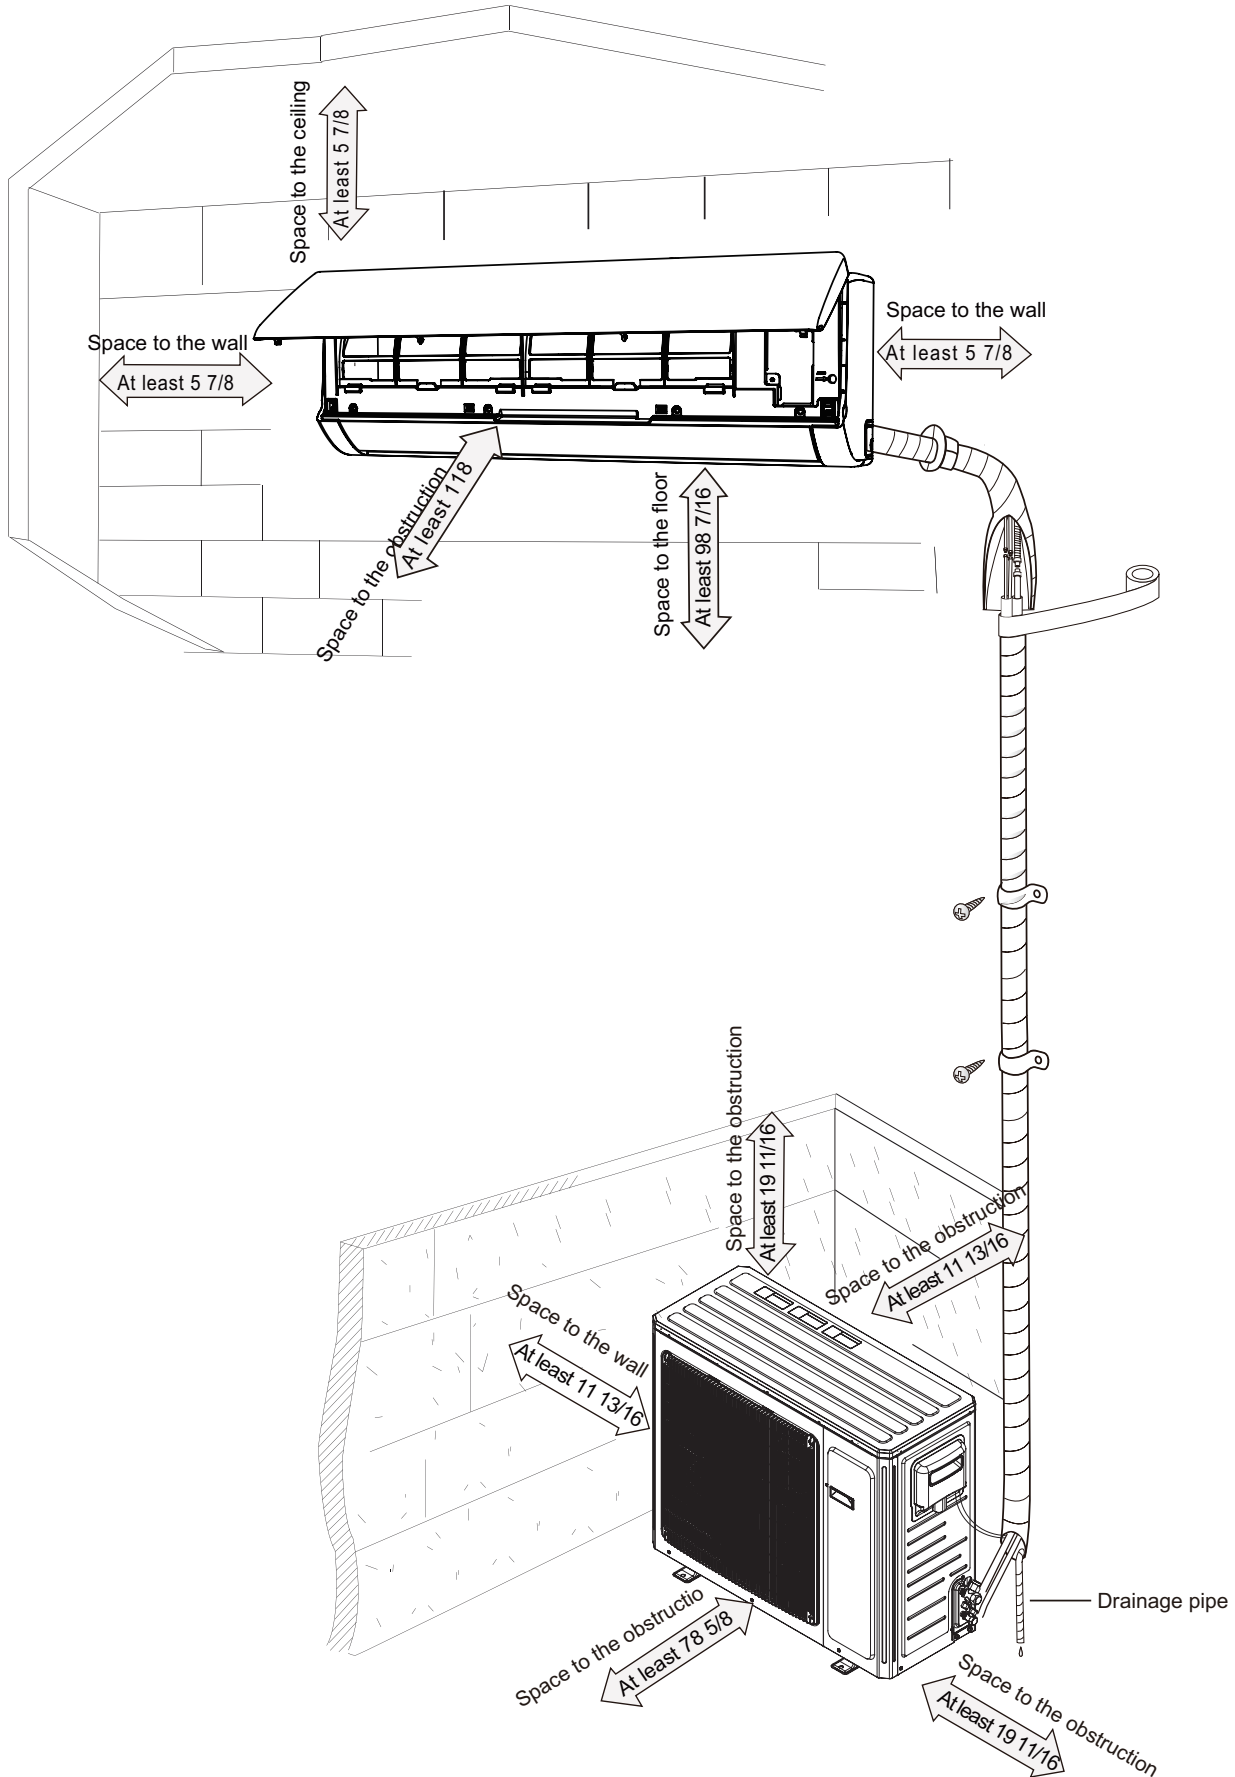 Space to the ceiling
At least 5 7/8
Space to the wall
At least 5 7/8
Space to the wall
At least 5 7/8
Space to the obstruction
At least 118
Space to the floor
At least 98 7/16
Space to the obstruction
At least 19 11/16
Space to the obstruction
At least 11 13/16
Space to the wall
At least 11 13/16
Space to the obstructio
At least 78 5/8
Drainage pipe
Space to the obstruction
At least 19 11/16